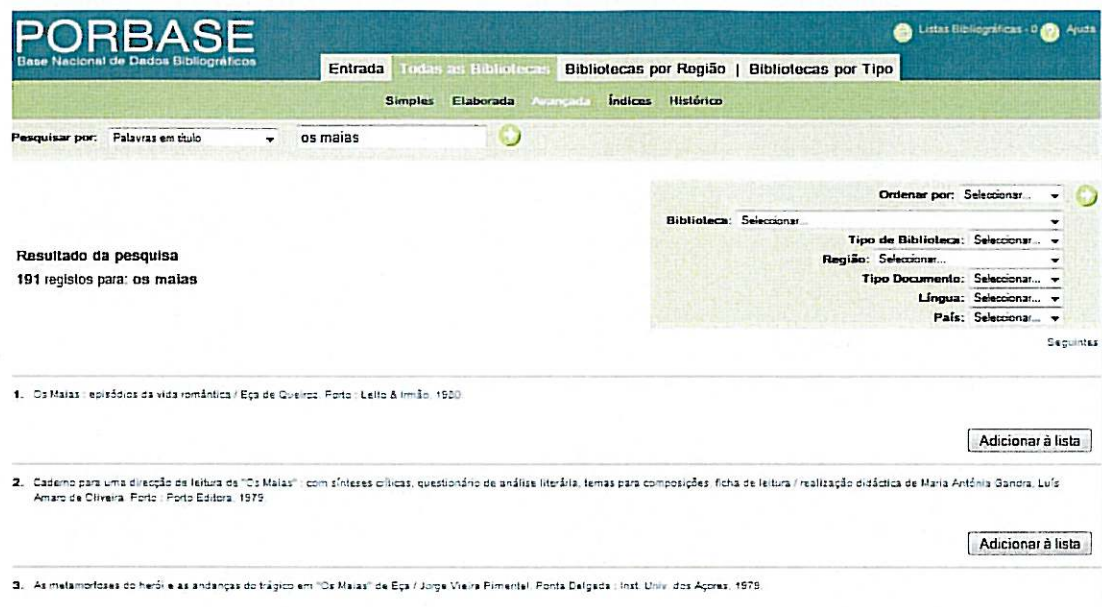 PORBASE
Base Nacional de Dados Bibliográficos
Listas Bibliográficas - 0
Ajuda
Entrada Todas as Bibliotecas Bibliotecas por Região | Bibliotecas por Tipo
Simples Elaborada Avançada Índices Histórico
Pesquisar por: Palavras em título os maias
Ordenar por: Seleccionar...
Biblioteca: Seleccionar...
Tipo de Biblioteca: Seleccionar...
Região: Seleccionar...
Tipo Documento: Seleccionar...
Língua: Seleccionar...
País: Seleccionar...
Resultado da pesquisa
191 registos para: os maias
Seguintes
1. Os Maias : episódios da vida romântica / Eça de Queiroz. Porto : Lello & Irmão, 1980.
Adicionar à lista
2. Caderno para uma direcção de leitura de "Os Maias" : com sínteses críticas, questionário de análise literária, temas para composições, ficha de leitura / realização didáctica de Maria Antónia Gandra, Luís
Amaro de Oliveira. Porto : Porto Editora, 1979
Adicionar à lista
3. As metamorfoses do herói e as andanças do trágico em "Os Maias" de Eça / Jorge Vieira Pimentel. Ponta Delgada : Inst. Univ. dos Açores, 1979.